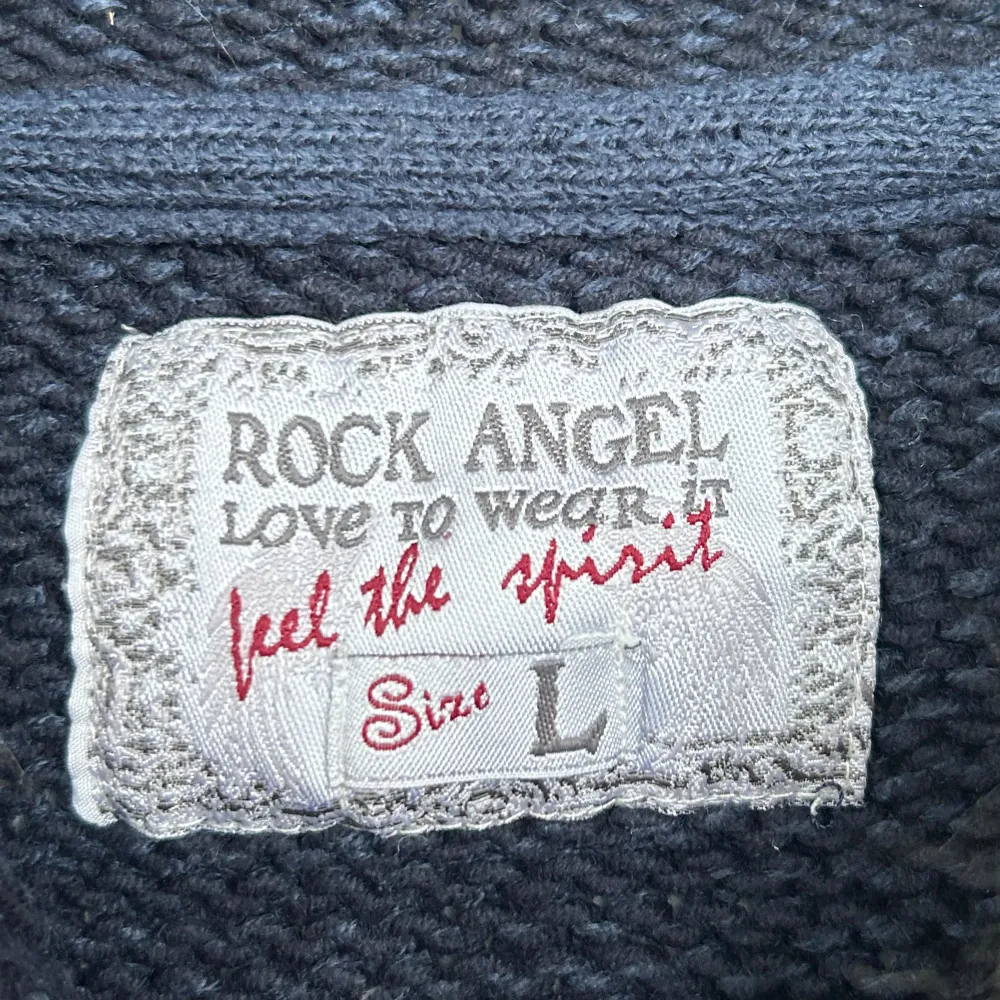 ROCK ANGEL
LOVe TO WeaR iT
feel the spirit
Size L